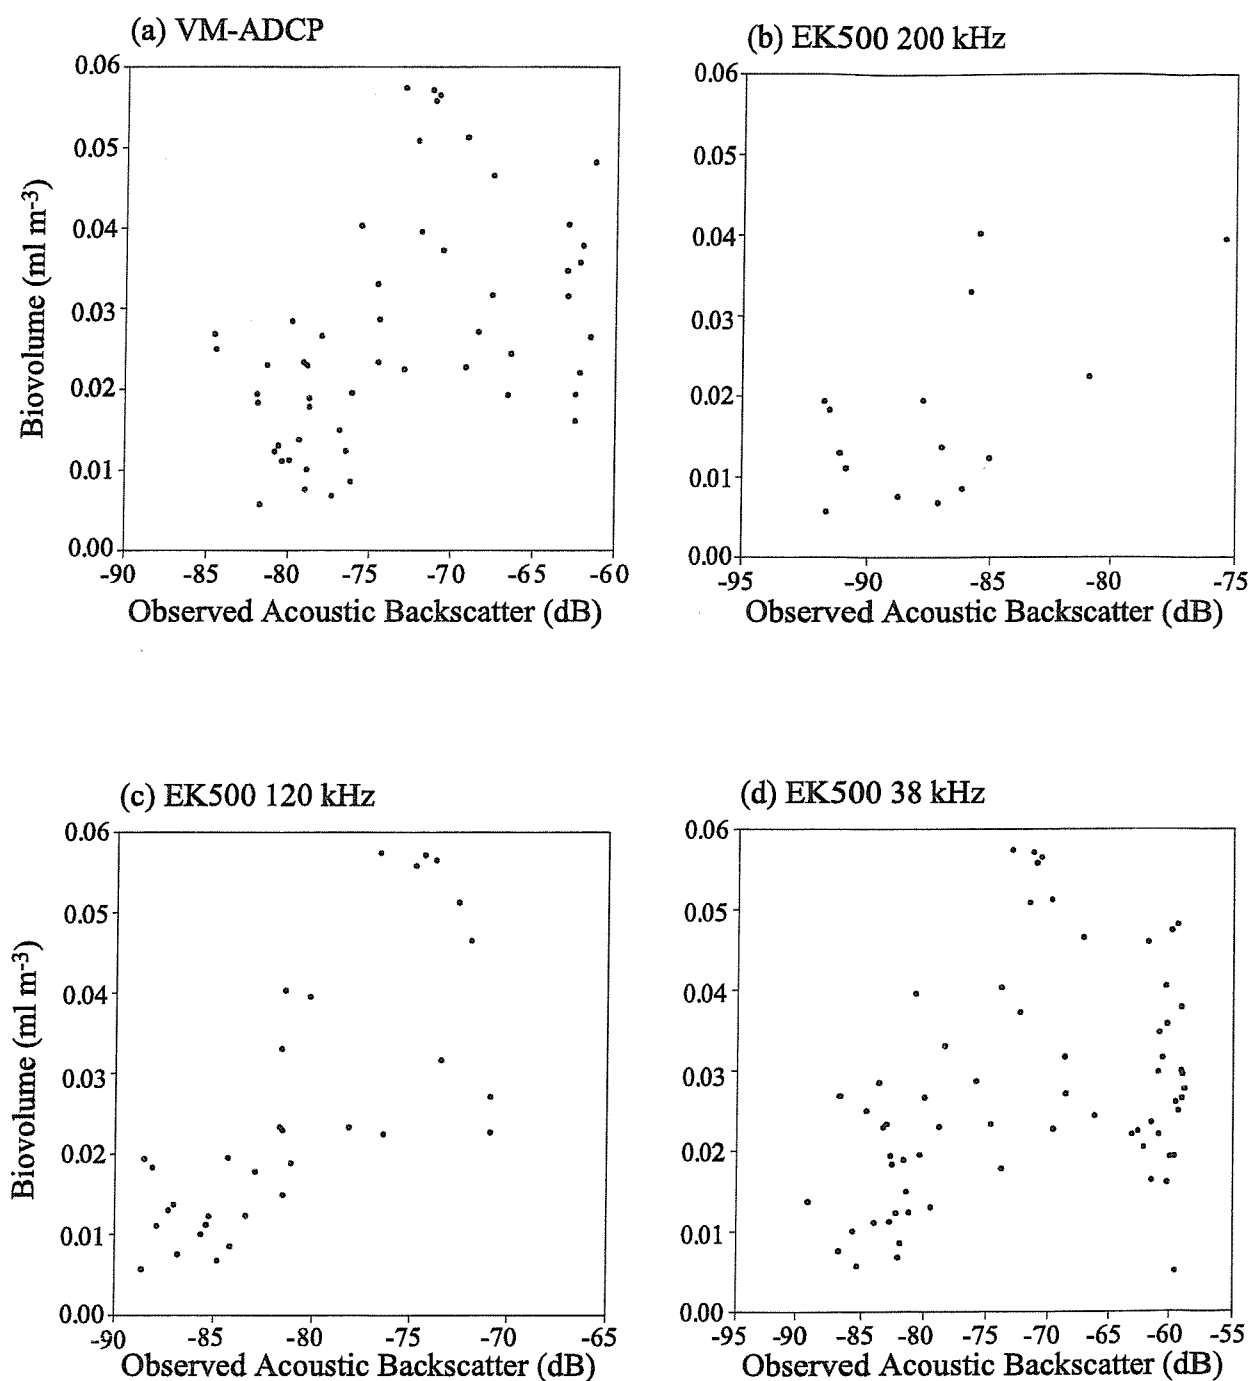 (a) VM-ADCP
0.06
0.05
0.04
0.03
0.02
0.01
0.00
Biovolume (ml m-3)
-90 -85 -80 -75 -70 -65 -60
Observed Acoustic Backscatter (dB)
(b) EK500 200 kHz
0.06
0.05
0.04
0.03
0.02
0.01
0.00
-95 -90 -85 -80 -75
Observed Acoustic Backscatter (dB)
(c) EK500 120 kHz
0.06
0.05
0.04
0.03
0.02
0.01
0.00
Biovolume (ml m-3)
-90 -85 -80 -75 -70 -65
Observed Acoustic Backscatter (dB)
(d) EK500 38 kHz
0.06
0.05
0.04
0.03
0.02
0.01
0.00
-95 -90 -85 -80 -75 -70 -65 -60 -55
Observed Acoustic Backscatter (dB)